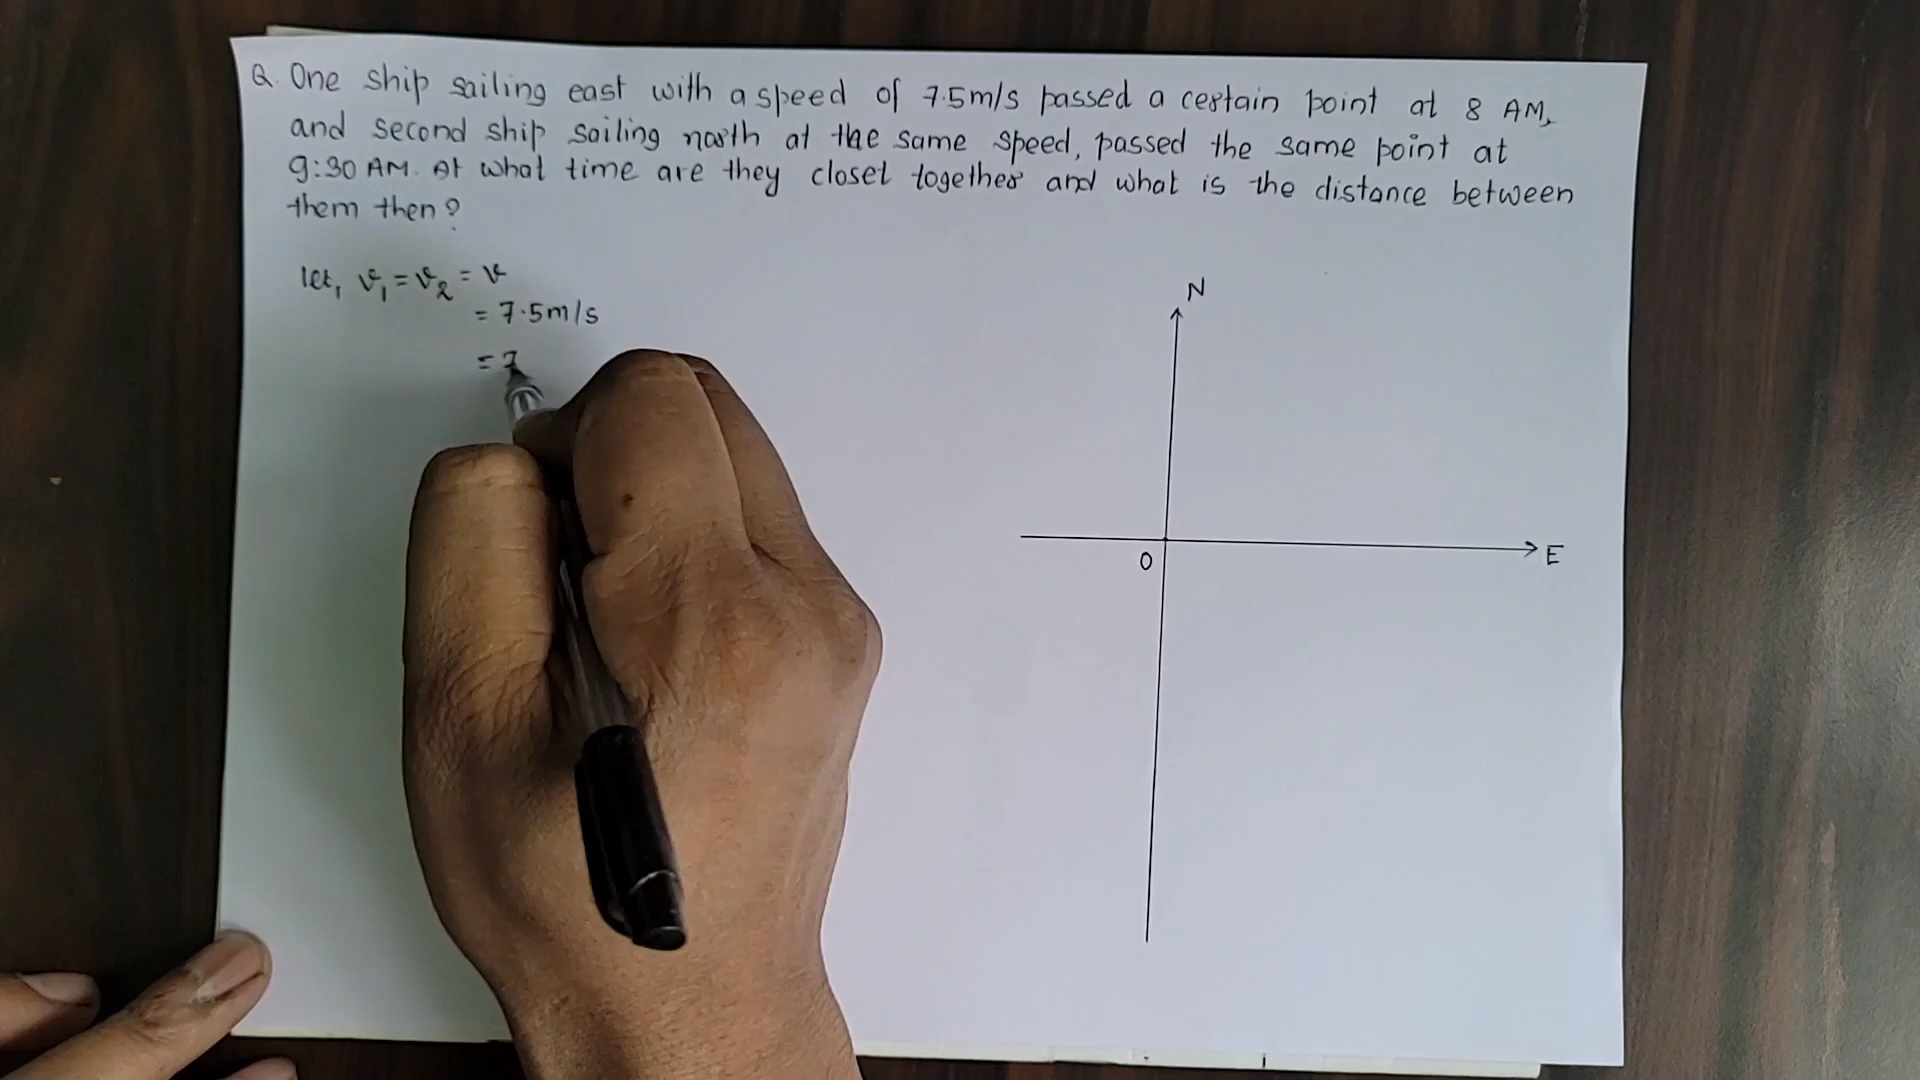 Q. One ship sailing east with a speed of 7.5m/s passed a certain point at 8 AM,
and second ship sailing north at the same speed, passed the same point at
9:30 AM. At what time are they closet together and what is the distance between
them then?
let, v₁ = v₂ = v
= 7.5m/s
= 7
N
O
E